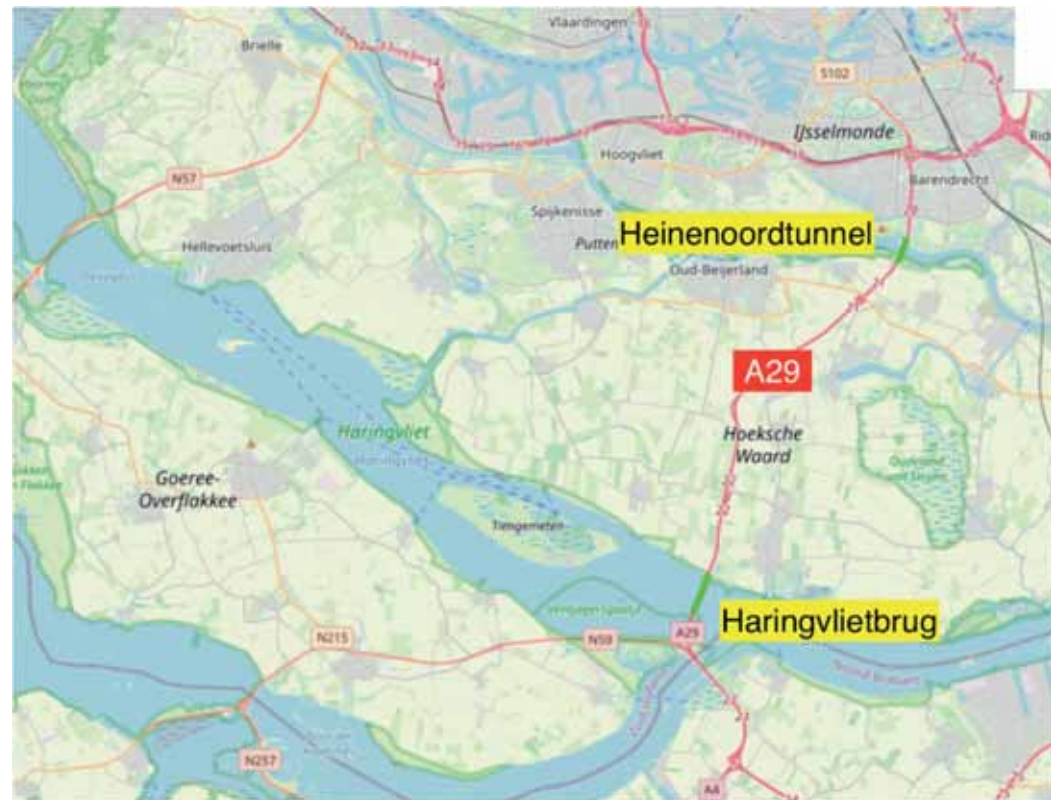 Vlaardingen
Brielle
S102
IJsselmonde
Hoogvliet
N57
Barendrecht
Spijkenisse
Heinenoordtunnel
Putten
Hellevoetsluis
Oud-Beijerland
A29
Haringvliet
Hoeksche
Waard
Goeree-
Overflakkee
Tiengemeten
Haringvlietbrug
A29
N215
N59
N257
A4